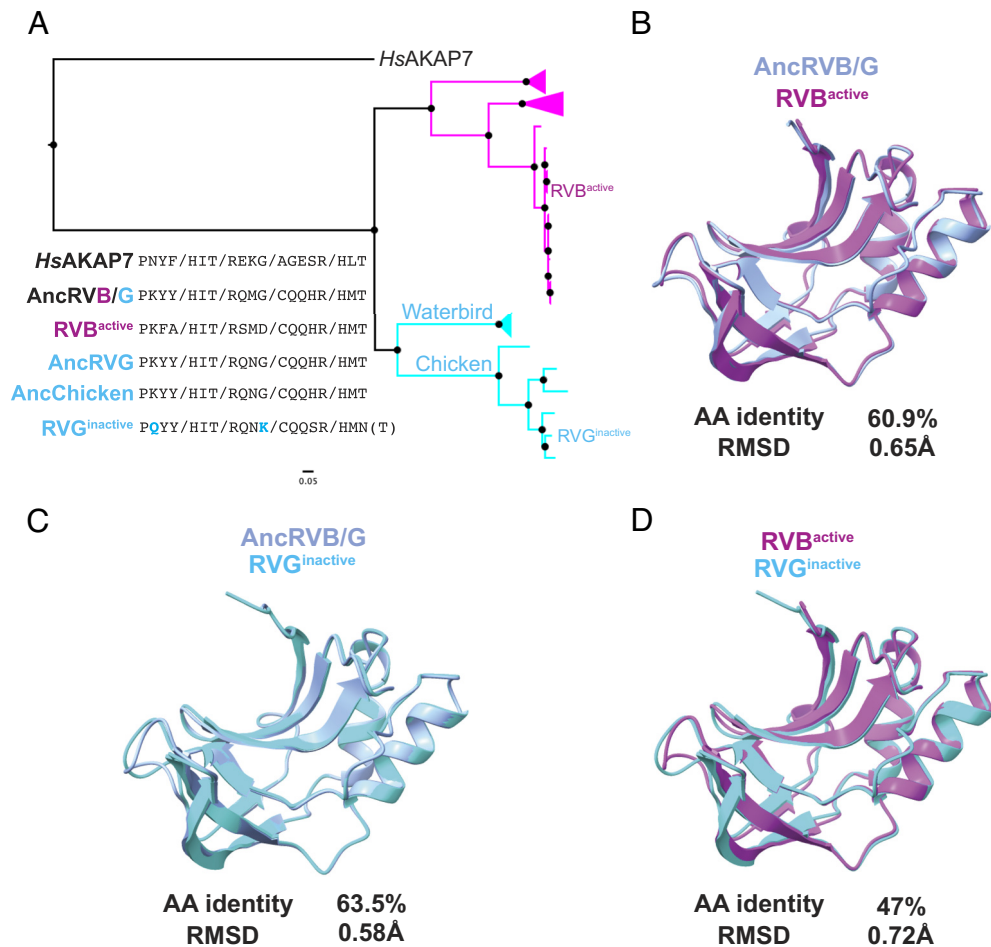 A
HsAKAP7
RVBactive
HsAKAP7 PNYF/HIT/REKG/AGESR/HLT
AncRVB/G PKYY/HIT/RQMG/CQQHR/HMT
RVBactive PKFA/HIT/RSMD/CQQHR/HMT
AncRVG PKYY/HIT/RQNG/CQQHR/HMT
AncChicken PKYY/HIT/RQNG/CQQHR/HMT
RVGinactive PQYY/HIT/RQNK/CQQSR/HMN(T)
Waterbird
Chicken
RVGinactive
0.05
B
AncRVB/G
RVBactive
AA identity 60.9%
RMSD 0.65Å
C
AncRVB/G
RVGinactive
AA identity 63.5%
RMSD 0.58Å
D
RVBactive
RVGinactive
AA identity 47%
RMSD 0.72Å